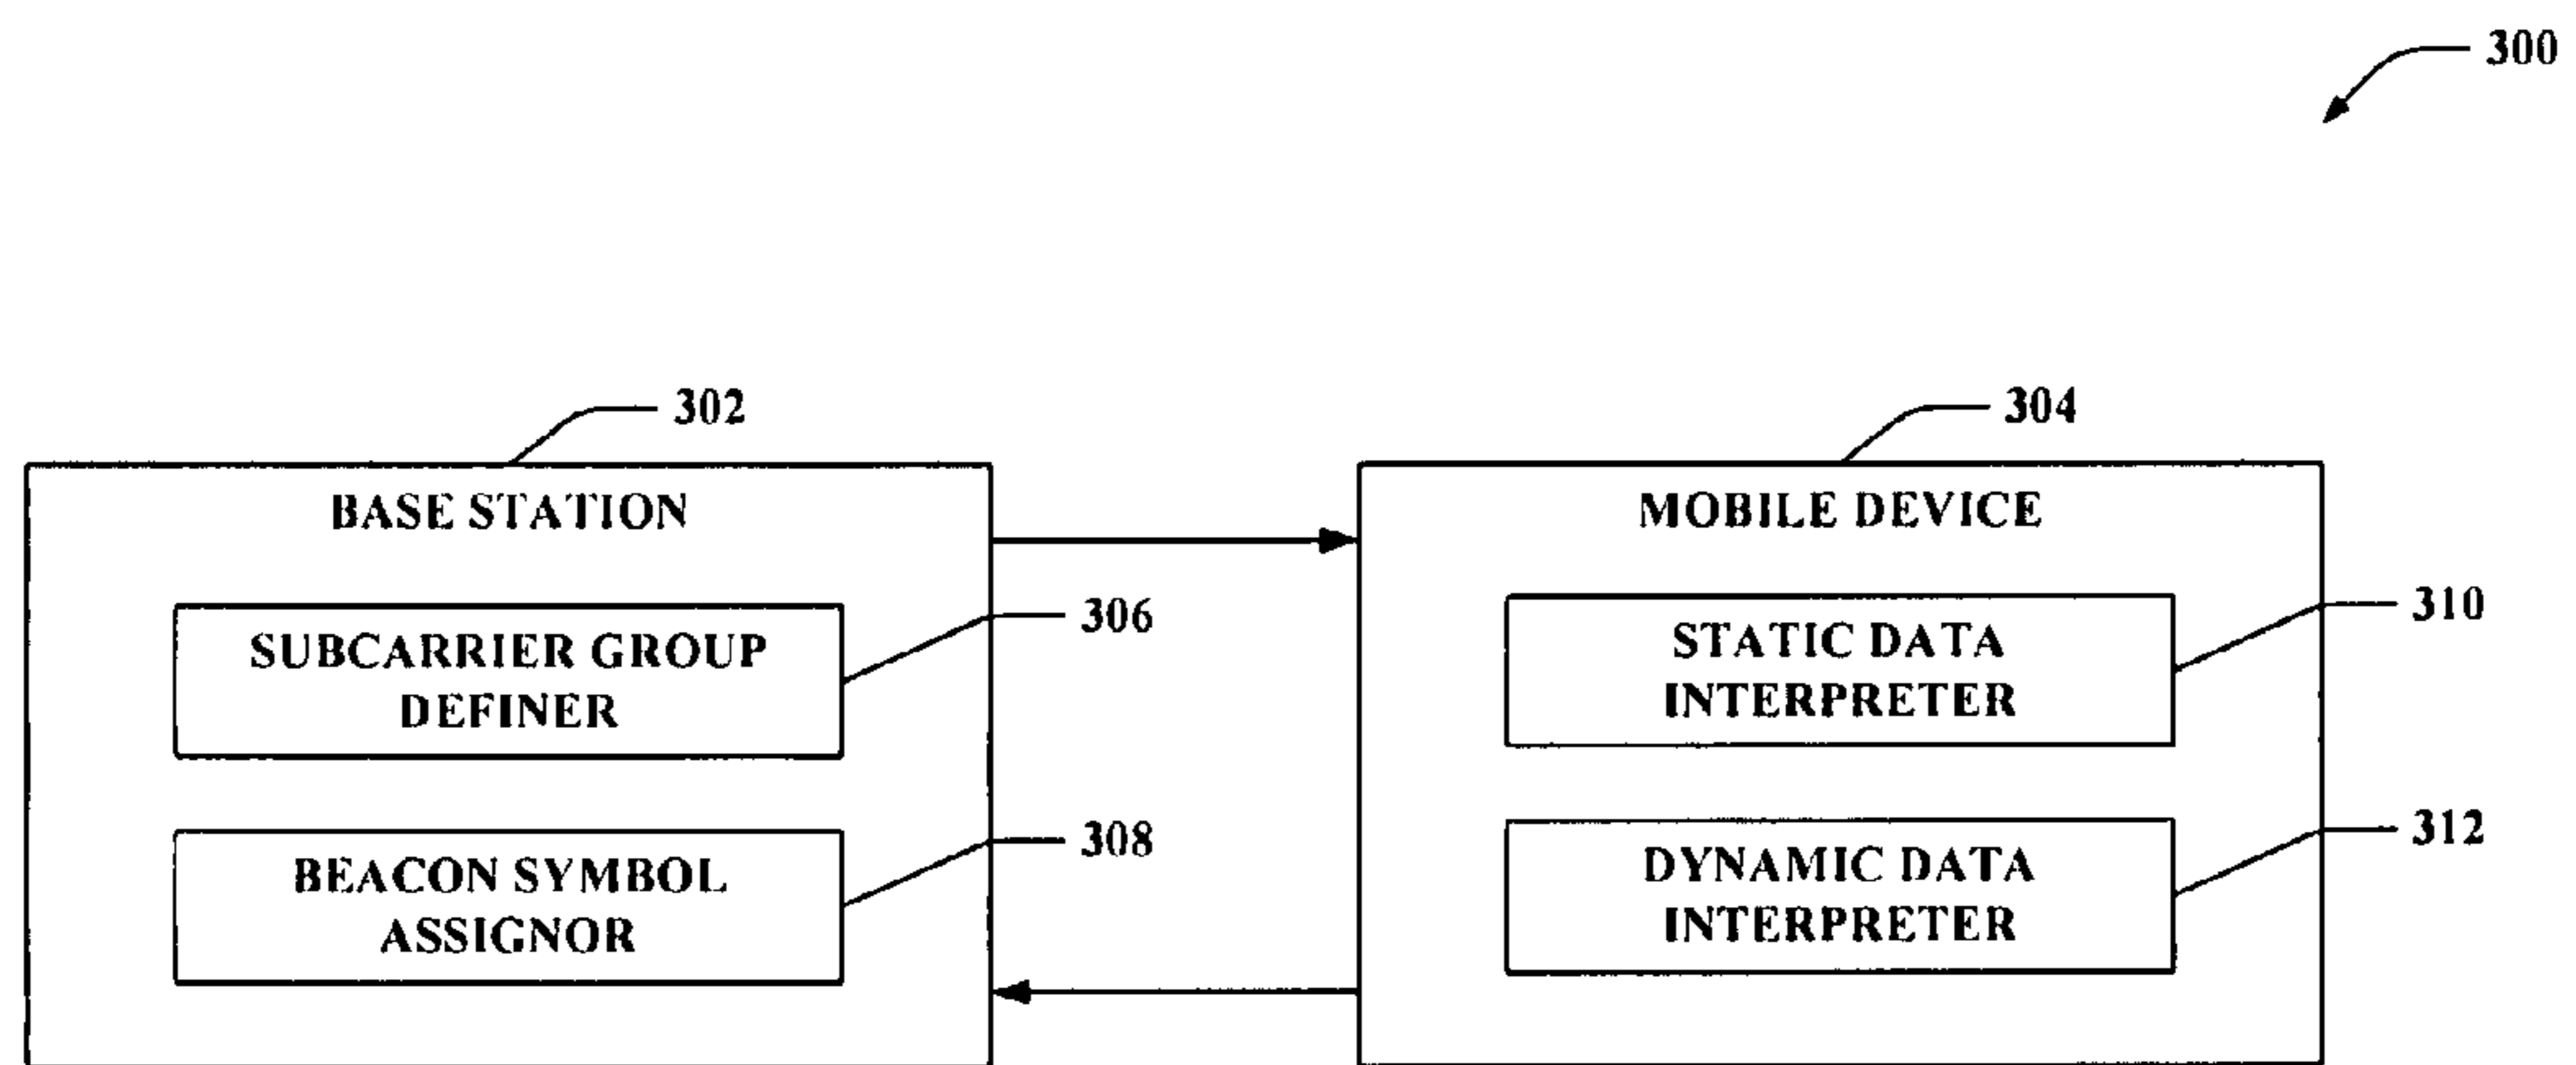 300
302
304
BASE STATION
MOBILE DEVICE
SUBCARRIER GROUP
DEFINER
306
STATIC DATA
INTERPRETER
310
BEACON SYMBOL
ASSIGNOR
308
DYNAMIC DATA
INTERPRETER
312